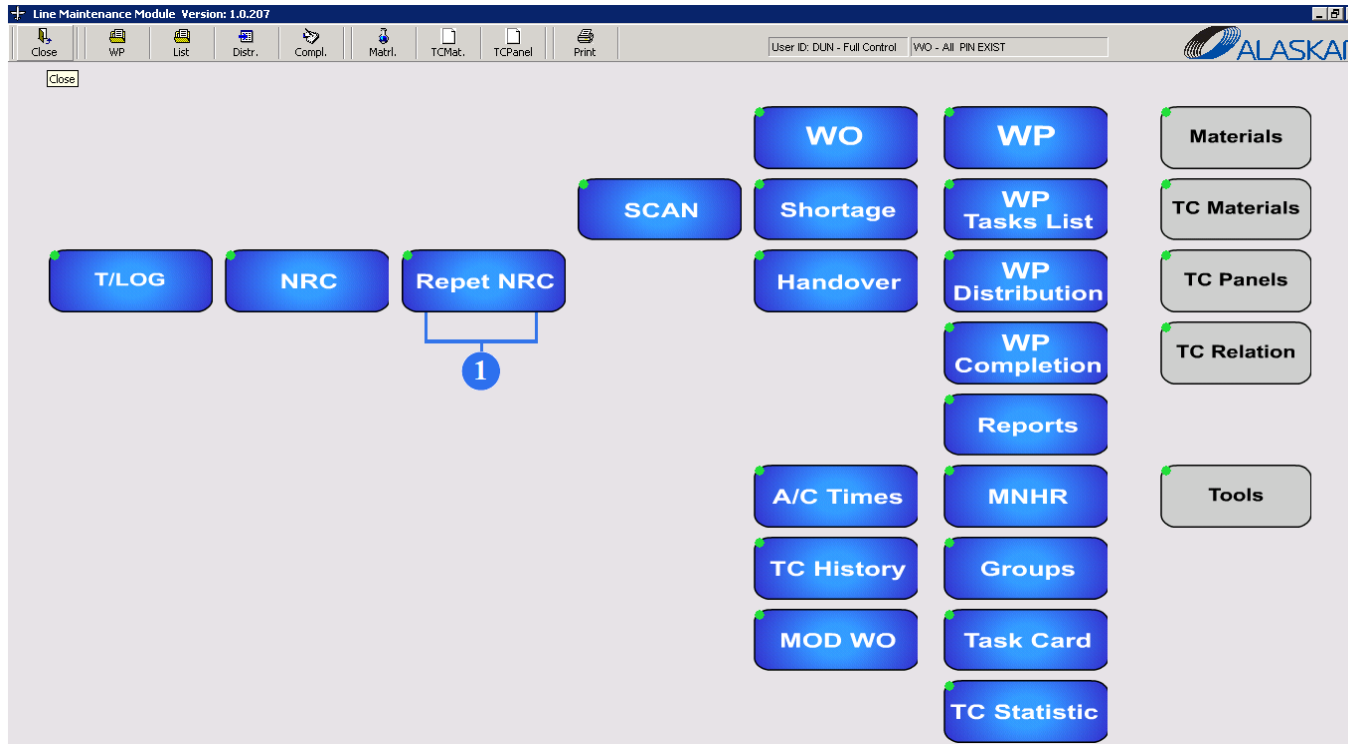 Line Maintenance Module Version: 1.0.207
Close WP List Distr. Compl. Matrl. TCMat. TCPanel Print
User ID: DUN - Full Control WO - All PIN EXIST
Close
WO WP Materials
SCAN Shortage WP Tasks List TC Materials
T/LOG NRC Repet NRC Handover WP Distribution TC Panels
1
WP Completion TC Relation
Reports
A/C Times MNHR Tools
TC History Groups
MOD WO Task Card
TC Statistic